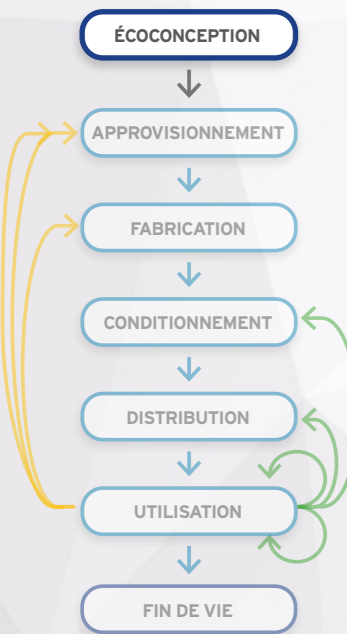 ÉCOCONCEPTION
APPROVISIONNEMENT
FABRICATION
CONDITIONNEMENT
DISTRIBUTION
UTILISATION
FIN DE VIE